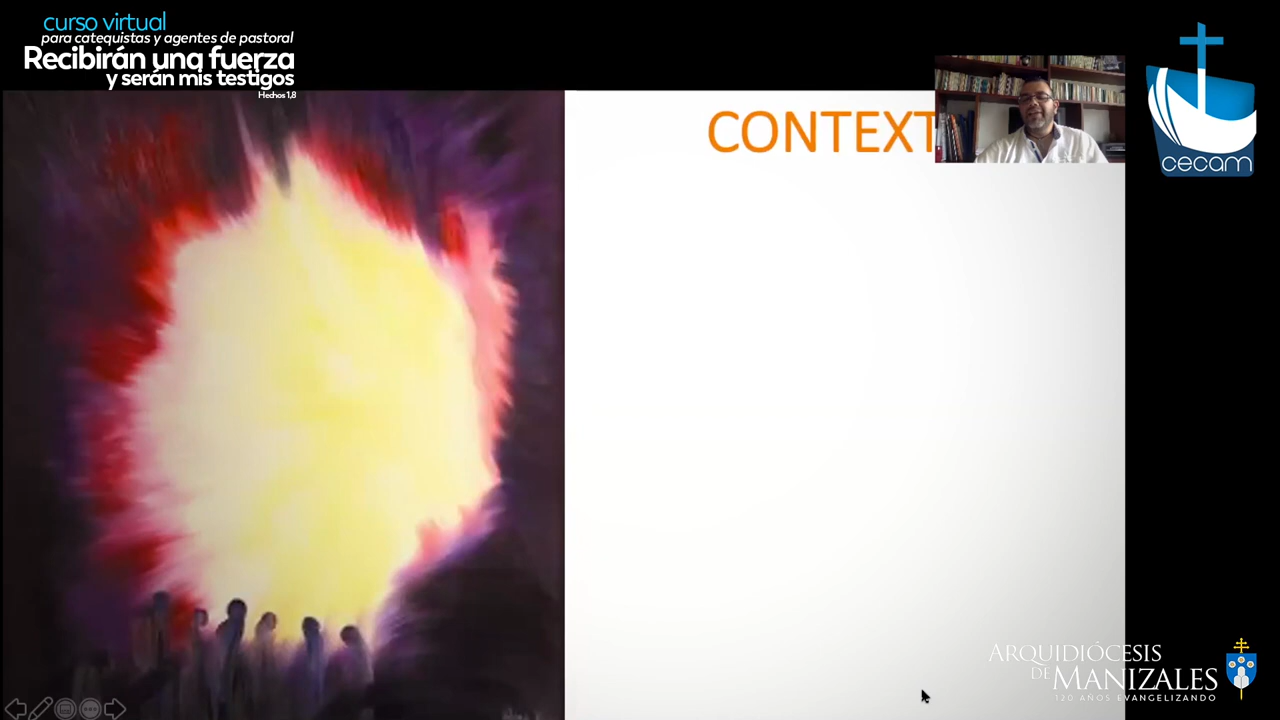 curso virtual
para catequistas y agentes de pastoral
Recibirán una fuerza
y serán mis testigos
Hechos 1,8
CONTEXT
cecam
ARQUIDIÓCESIS
DE MANIZALES
120 AÑOS EVANGELIZANDO